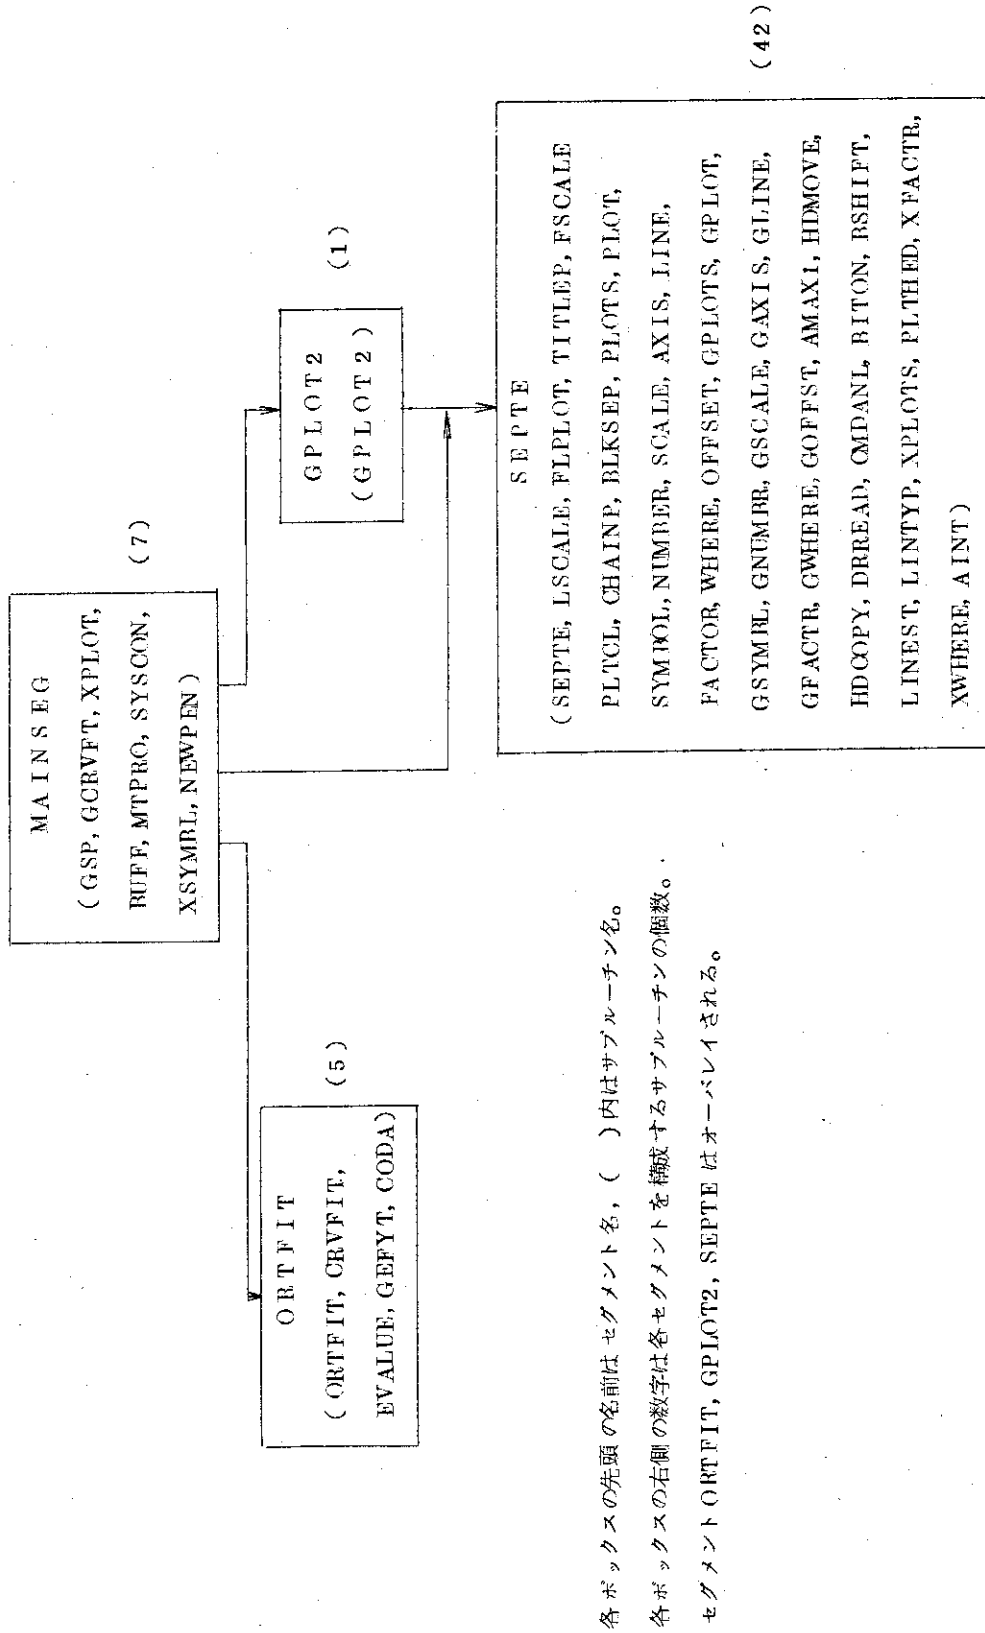 MAINSEG
(GSP, GCRVFT, XPLOT,
BUFF, MTPRO, SYSCON,
XSYMBL, NEWPEN)
(7)
ORTFIT
(ORTFIT, CRVFIT,
EVALUE, GEFYT, CODA)
(5)
GPLOT2
(GPLOT2)
(1)
SEPTE
(SEPTE, LSCALE, FLPLOT, TITLEP, FSCALE
PLTCL, CHAINP, BLKSEP, PLOTS, PLOT,
SYMBOL, NUMBER, SCALE, AXIS, LINE,
FACTOR, WHERE, OFFSET, GPLOTS, GPLOT,
GSYMBL, GNUMBR, GSCALE, GAXIS, GLINE,
GFACTR, GWHERE, GOFFST, AMAX1, HDMOVE,
HDCOPY, DRREAD, CMPANL, BITON, BSHIFT,
LINEST, LINTYP, XPLOTS, PLTHED, XFACTR,
XWHERE, AINT)
(42)
各ボックスの先頭の名前はセグメント名, (　)内はサブルーチン名。
各ボックスの右側の数字は各セグメントを構成するサブルーチンの個数。
セグメントORTFIT, GPLOT2, SEPTEはオーバレイされる。